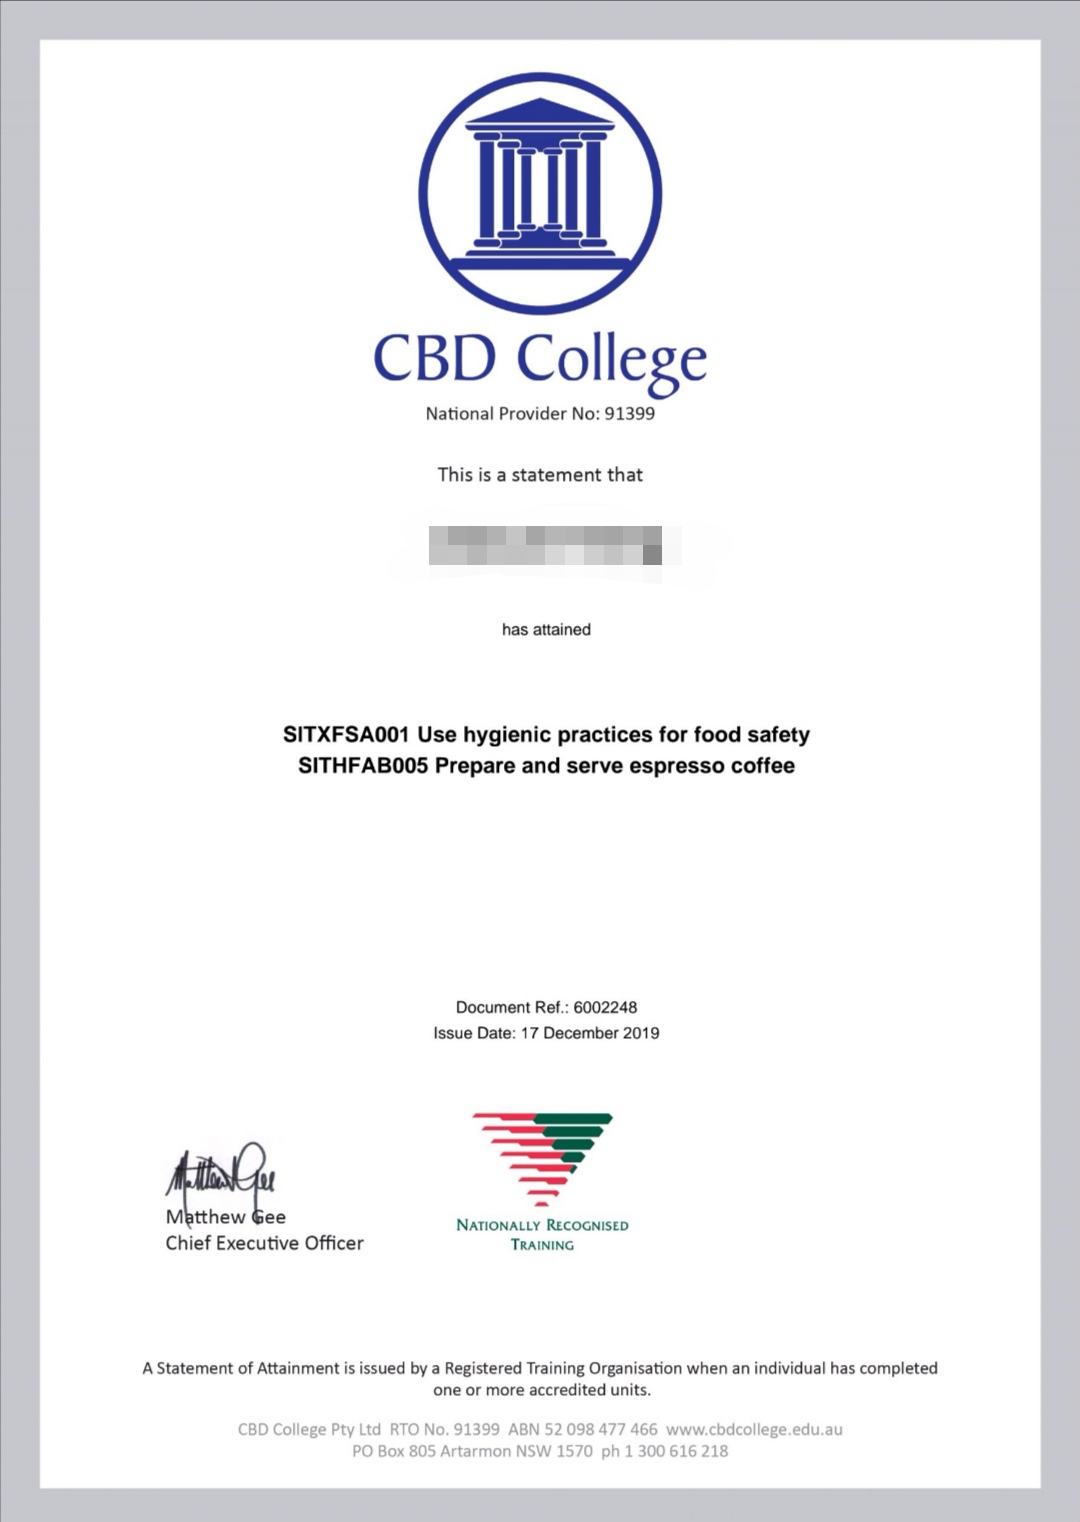 CBD College
National Provider No: 91399
This is a statement that
has attained
SITXFSA001 Use hygienic practices for food safety
SITHFAB005 Prepare and serve espresso coffee
Document Ref.: 6002248
Issue Date: 17 December 2019
Matthew Gee
Matthew Gee
Chief Executive Officer
NATIONALLY RECOGNISED
TRAINING
A Statement of Attainment is issued by a Registered Training Organisation when an individual has completed
one or more accredited units.
CBD College Pty Ltd  RTO No. 91399  ABN 52 098 477 466  www.cbdcollege.edu.au
PO Box 805 Artarmon NSW 1570  ph 1 300 616 218